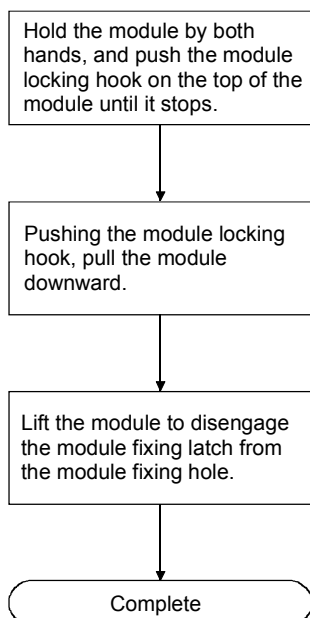 Hold the module by both
hands, and push the module
locking hook on the top of the
module until it stops.
Pushing the module locking
hook, pull the module
downward.
Lift the module to disengage
the module fixing latch from
the module fixing hole.
Complete